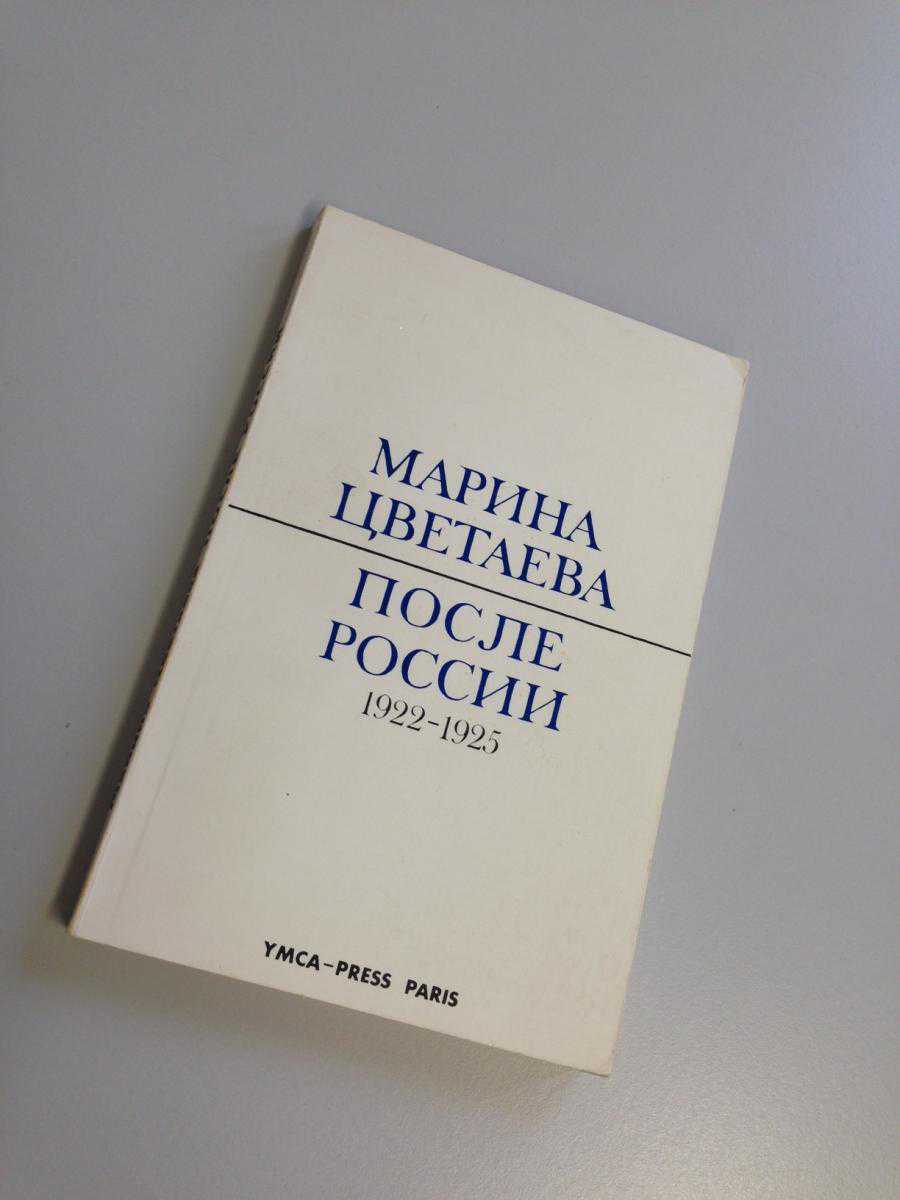 МАРИНА
ЦВЕТАЕВА
ПОСЛЕ
РОССИИ
1922-1925
YMCA-PRESS PARIS